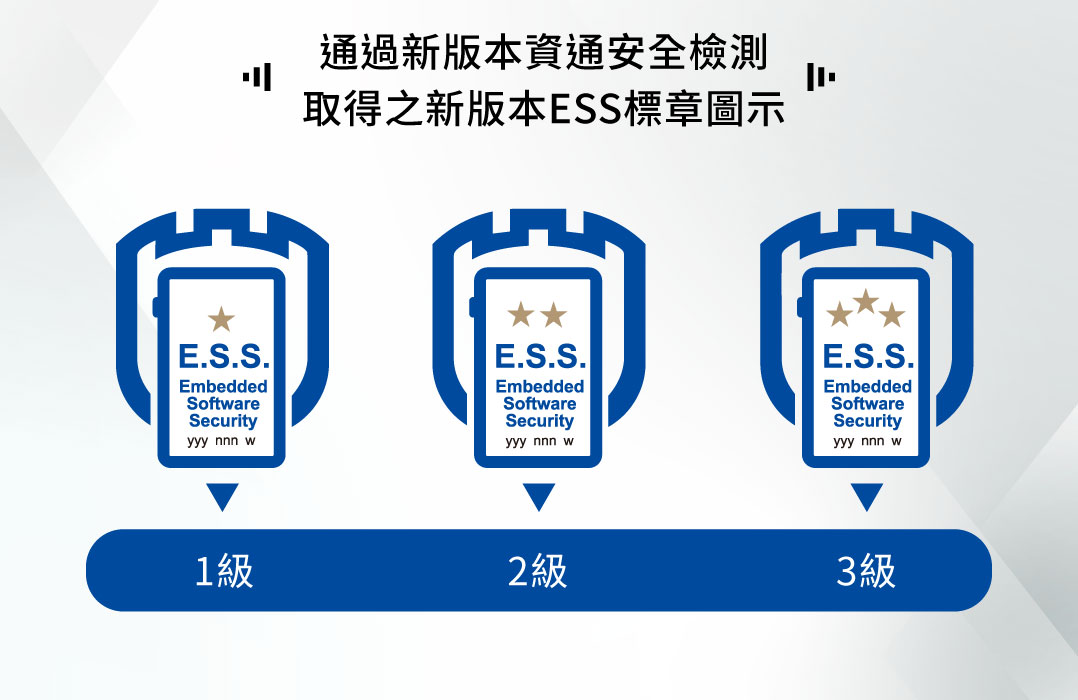 通過新版本資通安全檢測
取得之新版本ESS標章圖示
E.S.S.
Embedded
Software
Security
yyy nnn w
E.S.S.
Embedded
Software
Security
yyy nnn w
E.S.S.
Embedded
Software
Security
yyy nnn w
1級
2級
3級